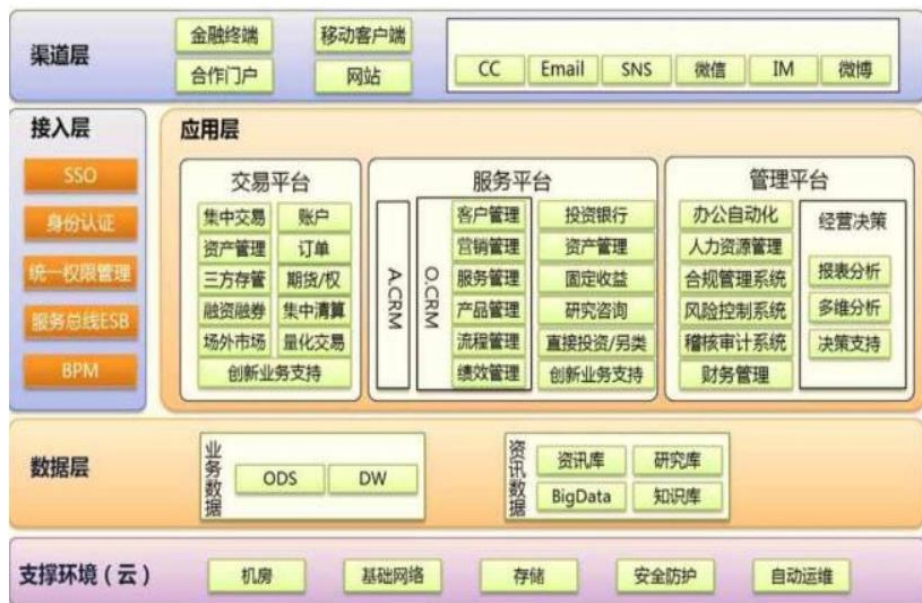 渠道层
金融终端
移动客户端
合作门户
网站
CC
Email
SNS
微信
IM
微博
接入层
SSO
身份认证
统一权限管理
服务总线ESB
BPM
应用层
交易平台
集中交易
账户
资产管理
订单
三方存管
期货/权
融资融券
集中清算
场外市场
量化交易
创新业务支持
服务平台
A.CRM
O.CRM
客户管理
营销管理
服务管理
产品管理
流程管理
绩效管理
投资银行
资产管理
固定收益
研究咨询
直接投资/另类
创新业务支持
管理平台
办公自动化
人力资源管理
合规管理系统
风险控制系统
稽核审计系统
财务管理
经营决策
报表分析
多维分析
决策支持
数据层
业务数据
ODS
DW
资讯数据
资讯库
研究库
BigData
知识库
支撑环境（云）
机房
基础网络
存储
安全防护
自动运维